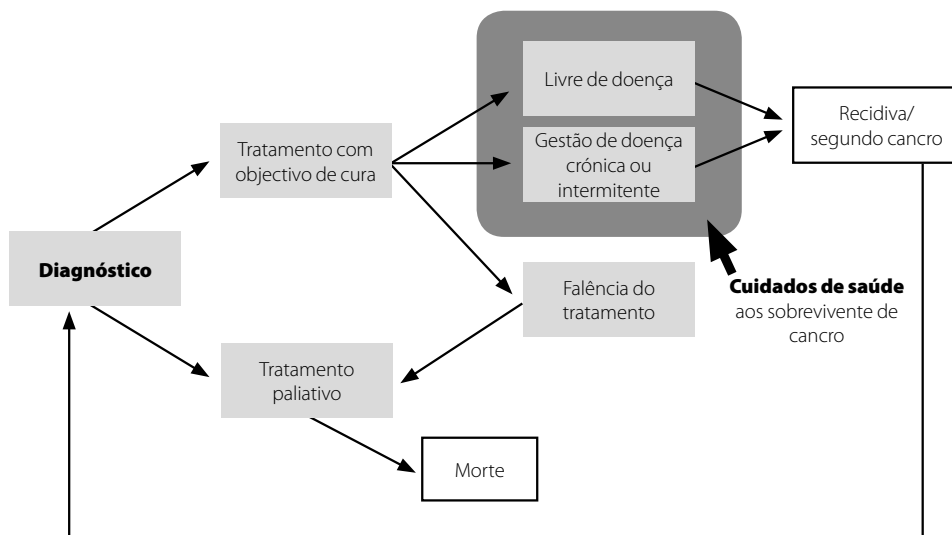 Livre de doença
Recidiva/
segundo cancro
Tratamento com
objectivo de cura
Gestão de doença
crónica ou
intermitente
Diagnóstico
Falência do
tratamento
Cuidados de saúde
aos sobrevivente de
cancro
Tratamento
paliativo
Morte